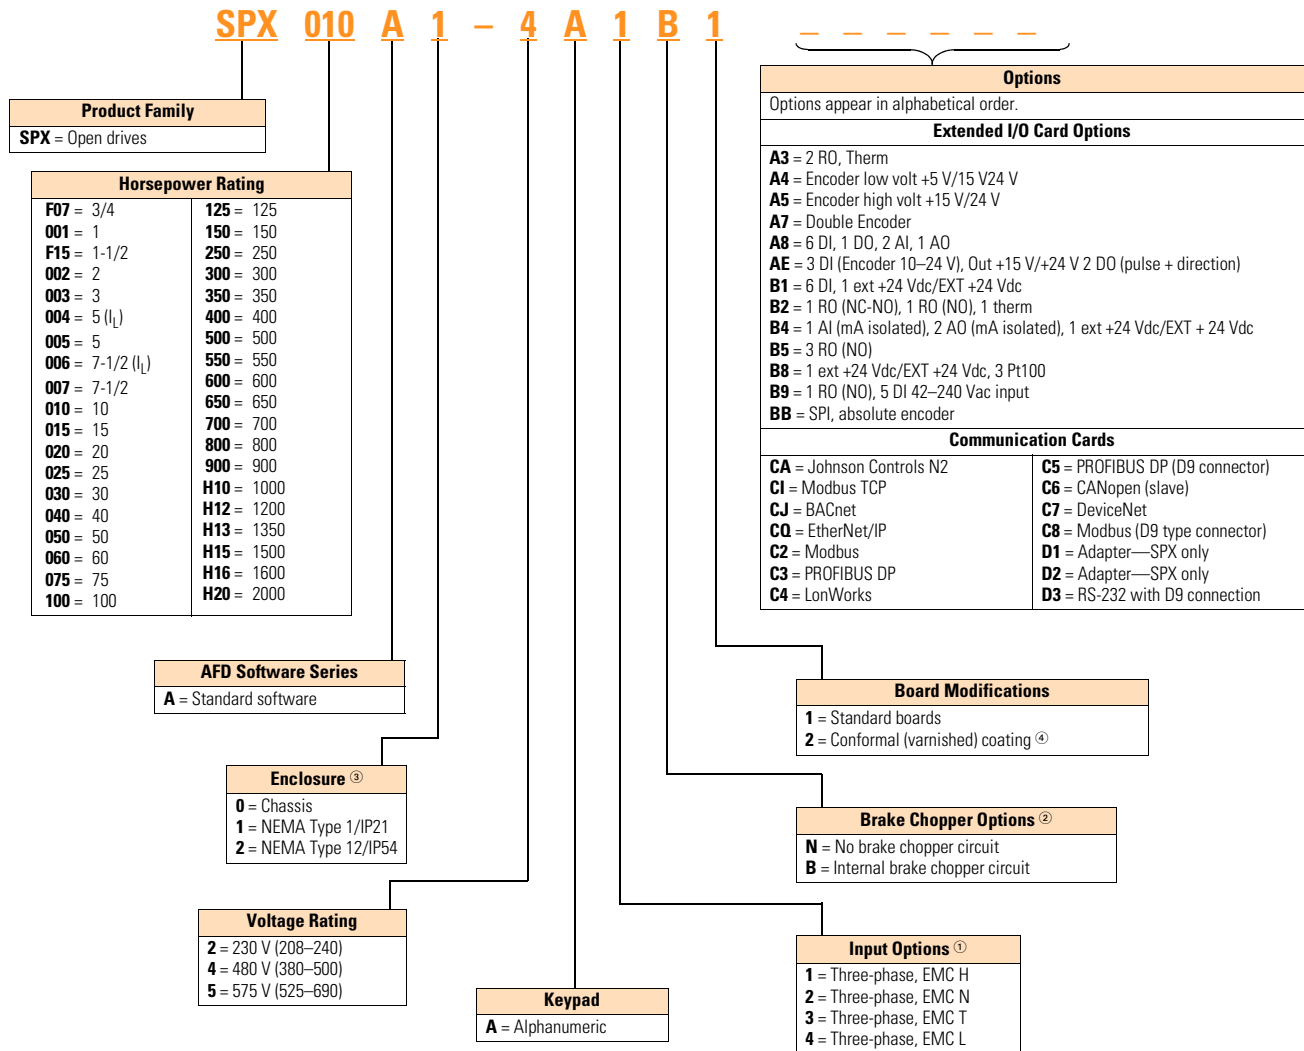 SPX 010 A 1 – 4 A 1 B 1 _ _ _ _ _ _
Product Family
SPX = Open drives
Horsepower Rating
F07 = 3/4
001 = 1
F15 = 1-1/2
002 = 2
003 = 3
004 = 5 (IL)
005 = 5
006 = 7-1/2 (IL)
007 = 7-1/2
010 = 10
015 = 15
020 = 20
025 = 25
030 = 30
040 = 40
050 = 50
060 = 60
075 = 75
100 = 100
125 = 125
150 = 150
250 = 250
300 = 300
350 = 350
400 = 400
500 = 500
550 = 550
600 = 600
650 = 650
700 = 700
800 = 800
900 = 900
H10 = 1000
H12 = 1200
H13 = 1350
H15 = 1500
H16 = 1600
H20 = 2000
AFD Software Series
A = Standard software
Enclosure ③
0 = Chassis
1 = NEMA Type 1/IP21
2 = NEMA Type 12/IP54
Voltage Rating
2 = 230 V (208–240)
4 = 480 V (380–500)
5 = 575 V (525–690)
Keypad
A = Alphanumeric
Options
Options appear in alphabetical order.
Extended I/O Card Options
A3 = 2 RO, Therm
A4 = Encoder low volt +5 V/15 V24 V
A5 = Encoder high volt +15 V/24 V
A7 = Double Encoder
A8 = 6 DI, 1 DO, 2 AI, 1 AO
AE = 3 DI (Encoder 10–24 V), Out +15 V/+24 V 2 DO (pulse + direction)
B1 = 6 DI, 1 ext +24 Vdc/EXT +24 Vdc
B2 = 1 RO (NC-NO), 1 RO (NO), 1 therm
B4 = 1 AI (mA isolated), 2 AO (mA isolated), 1 ext +24 Vdc/EXT + 24 Vdc
B5 = 3 RO (NO)
B8 = 1 ext +24 Vdc/EXT +24 Vdc, 3 Pt100
B9 = 1 RO (NO), 5 DI 42–240 Vac input
BB = SPI, absolute encoder
Communication Cards
CA = Johnson Controls N2
CI = Modbus TCP
CJ = BACnet
CQ = EtherNet/IP
C2 = Modbus
C3 = PROFIBUS DP
C4 = LonWorks
C5 = PROFIBUS DP (D9 connector)
C6 = CANopen (slave)
C7 = DeviceNet
C8 = Modbus (D9 type connector)
D1 = Adapter—SPX only
D2 = Adapter—SPX only
D3 = RS-232 with D9 connection
Board Modifications
1 = Standard boards
2 = Conformal (varnished) coating ④
Brake Chopper Options ②
N = No brake chopper circuit
B = Internal brake chopper circuit
Input Options ①
1 = Three-phase, EMC H
2 = Three-phase, EMC N
3 = Three-phase, EMC T
4 = Three-phase, EMC L